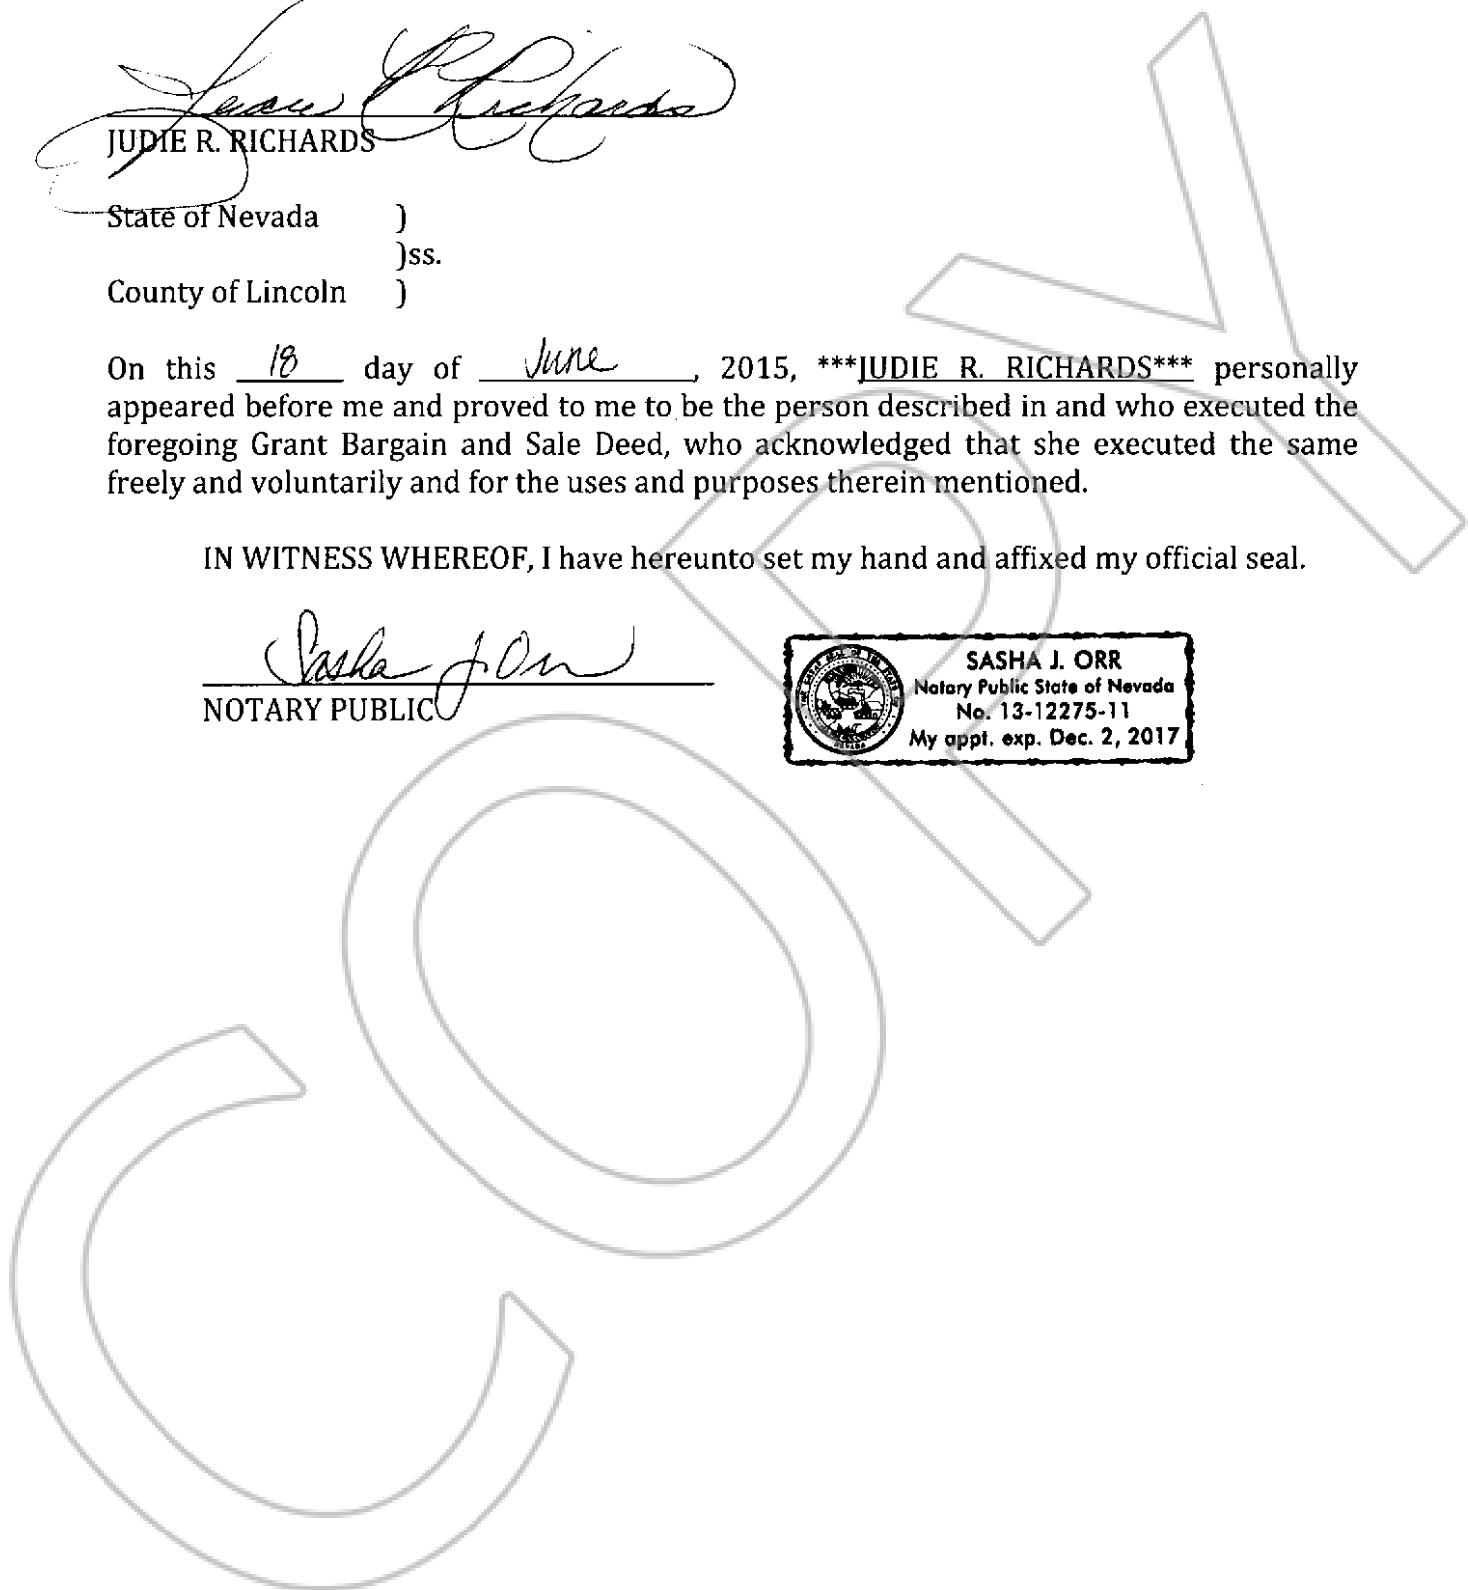 Judie R Richards
JUDIE R. RICHARDS
State of Nevada )
)ss.
County of Lincoln )
On this 18 day of June, 2015, ***JUDIE R. RICHARDS*** personally
appeared before me and proved to me to be the person described in and who executed the
foregoing Grant Bargain and Sale Deed, who acknowledged that she executed the same
freely and voluntarily and for the uses and purposes therein mentioned.
IN WITNESS WHEREOF, I have hereunto set my hand and affixed my official seal.
Sasha J. Orr
NOTARY PUBLIC
SASHA J. ORR
Notary Public State of Nevada
No. 13-12275-11
My appt. exp. Dec. 2, 2017
COPY